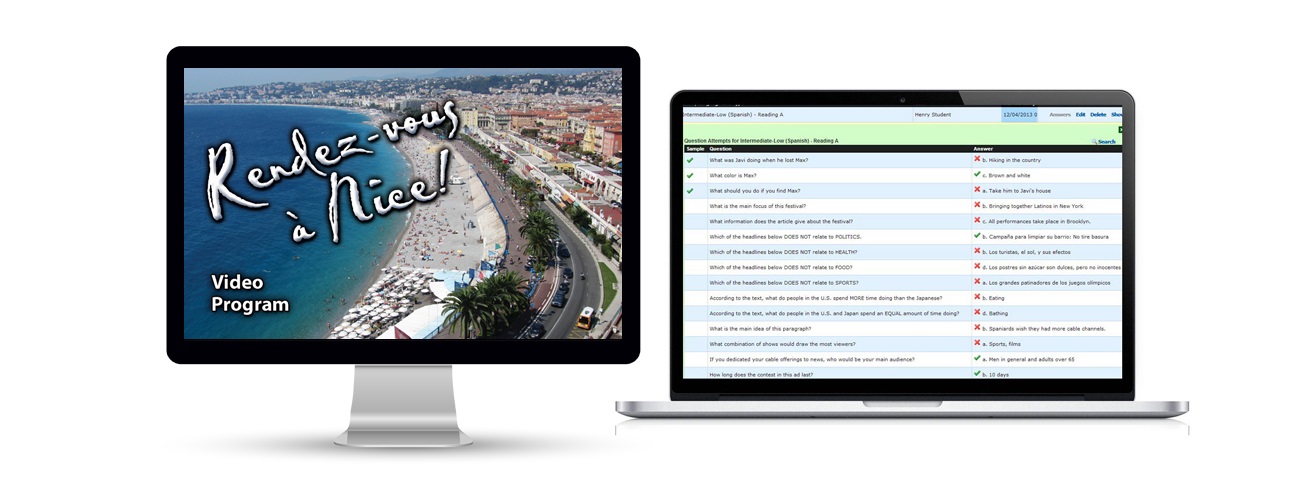 Rendez-vous
à Nice!
Video
Program
Intermediate-Low (Spanish) - Reading A Henry Student 12/04/2013 0 Answers Edit Delete Shou
Question Attempts for Intermediate-Low (Spanish) - Reading A
Search
Sample Question Answer
What was Javi doing when he lost Max? b. Hiking in the country
What color is Max? c. Brown and white
What should you do if you find Max? a. Take him to Javi's house
What is the main focus of this festival? b. Bringing together Latinos in New York
What information does the article give about the festival? c. All performances take place in Brooklyn.
Which of the headlines below DOES NOT relate to POLITICS. b. Campaña para limpiar su barrio: No tire basura
Which of the headlines below DOES NOT relate to HEALTH? b. Los turistas, el sol, y sus efectos
Which of the headlines below DOES NOT relate to FOOD? d. Los postres sin azúcar son dulces, pero no inocentes
Which of the headlines below DOES NOT relate to SPORTS? a. Los grandes patinadores de los juegos olímpicos
According to the text, what do people in the U.S. spend MORE time doing than the Japanese? b. Eating
According to the text, what do people in the U.S. and Japan spend an EQUAL amount of time doing? d. Bathing
What is the main idea of this paragraph? b. Spaniards wish they had more cable channels.
What combination of shows would draw the most viewers? a. Sports, films
If you dedicated your cable offerings to news, who would be your main audience? a. Men in general and adults over 65
How long does the contest in this ad last? b. 10 days